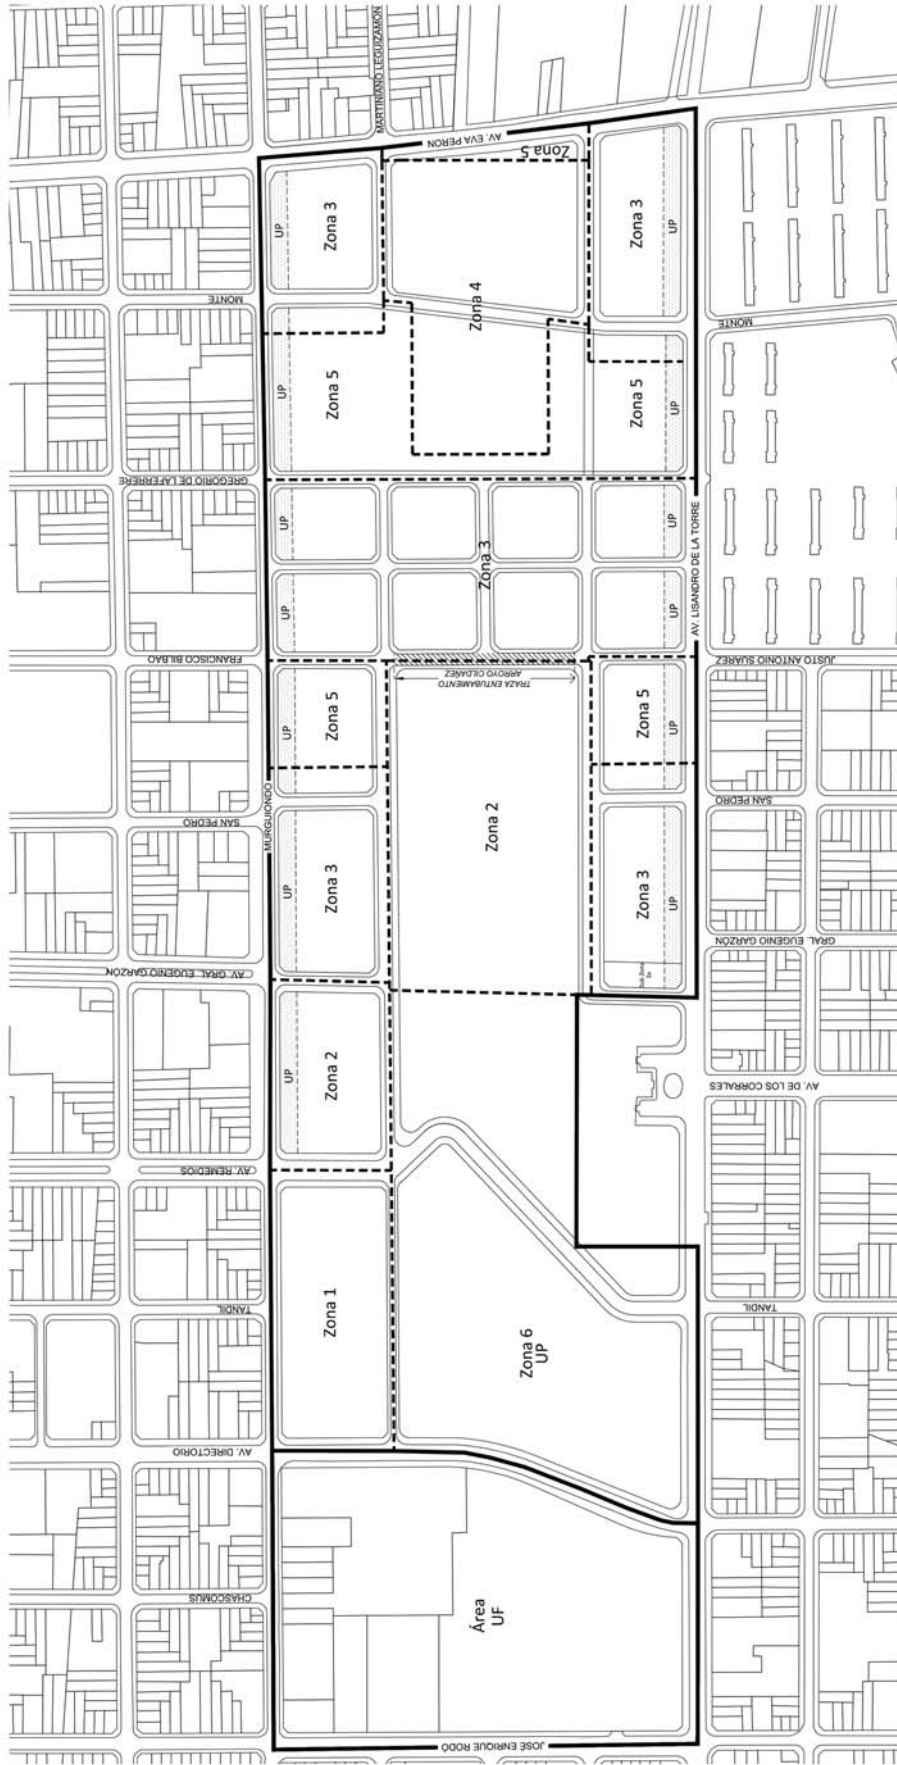 MARTINIANO LEGUIZAMON
AV. EVA PERON
Zona 5
UP
Zona 3
Zona 3
UP
MONTE
Zona 4
MONTE
UP
Zona 5
Zona 5
UP
GREGORIO DE LAFERRERE
UP
UP
Zona 3
AV. LISANDRO DE LA TORRE
UP
UP
FRANCISCO BILBAO
JUSTO ANTONIO SUAREZ
TRAZA ENTUBAMIENTO
ARROYO CILDAÑEZ
UP
Zona 5
Zona 5
UP
MURGUIONDO
SAN PEDRO
SAN PEDRO
Zona 2
UP
Zona 3
Zona 3
UP
GRAL. EUGENIO GARZÓN
AV. GRAL. EUGENIO GARZÓN
UP
Zona 2
AV. DE LOS CORRALES
AV. REMEDIOS
TANDIL
TANDIL
Zona 1
Zona 6
UP
AV. DIRECTORIO
CHASCOMUS
Área
UF
JOSÉ ENRIQUE RODÓ